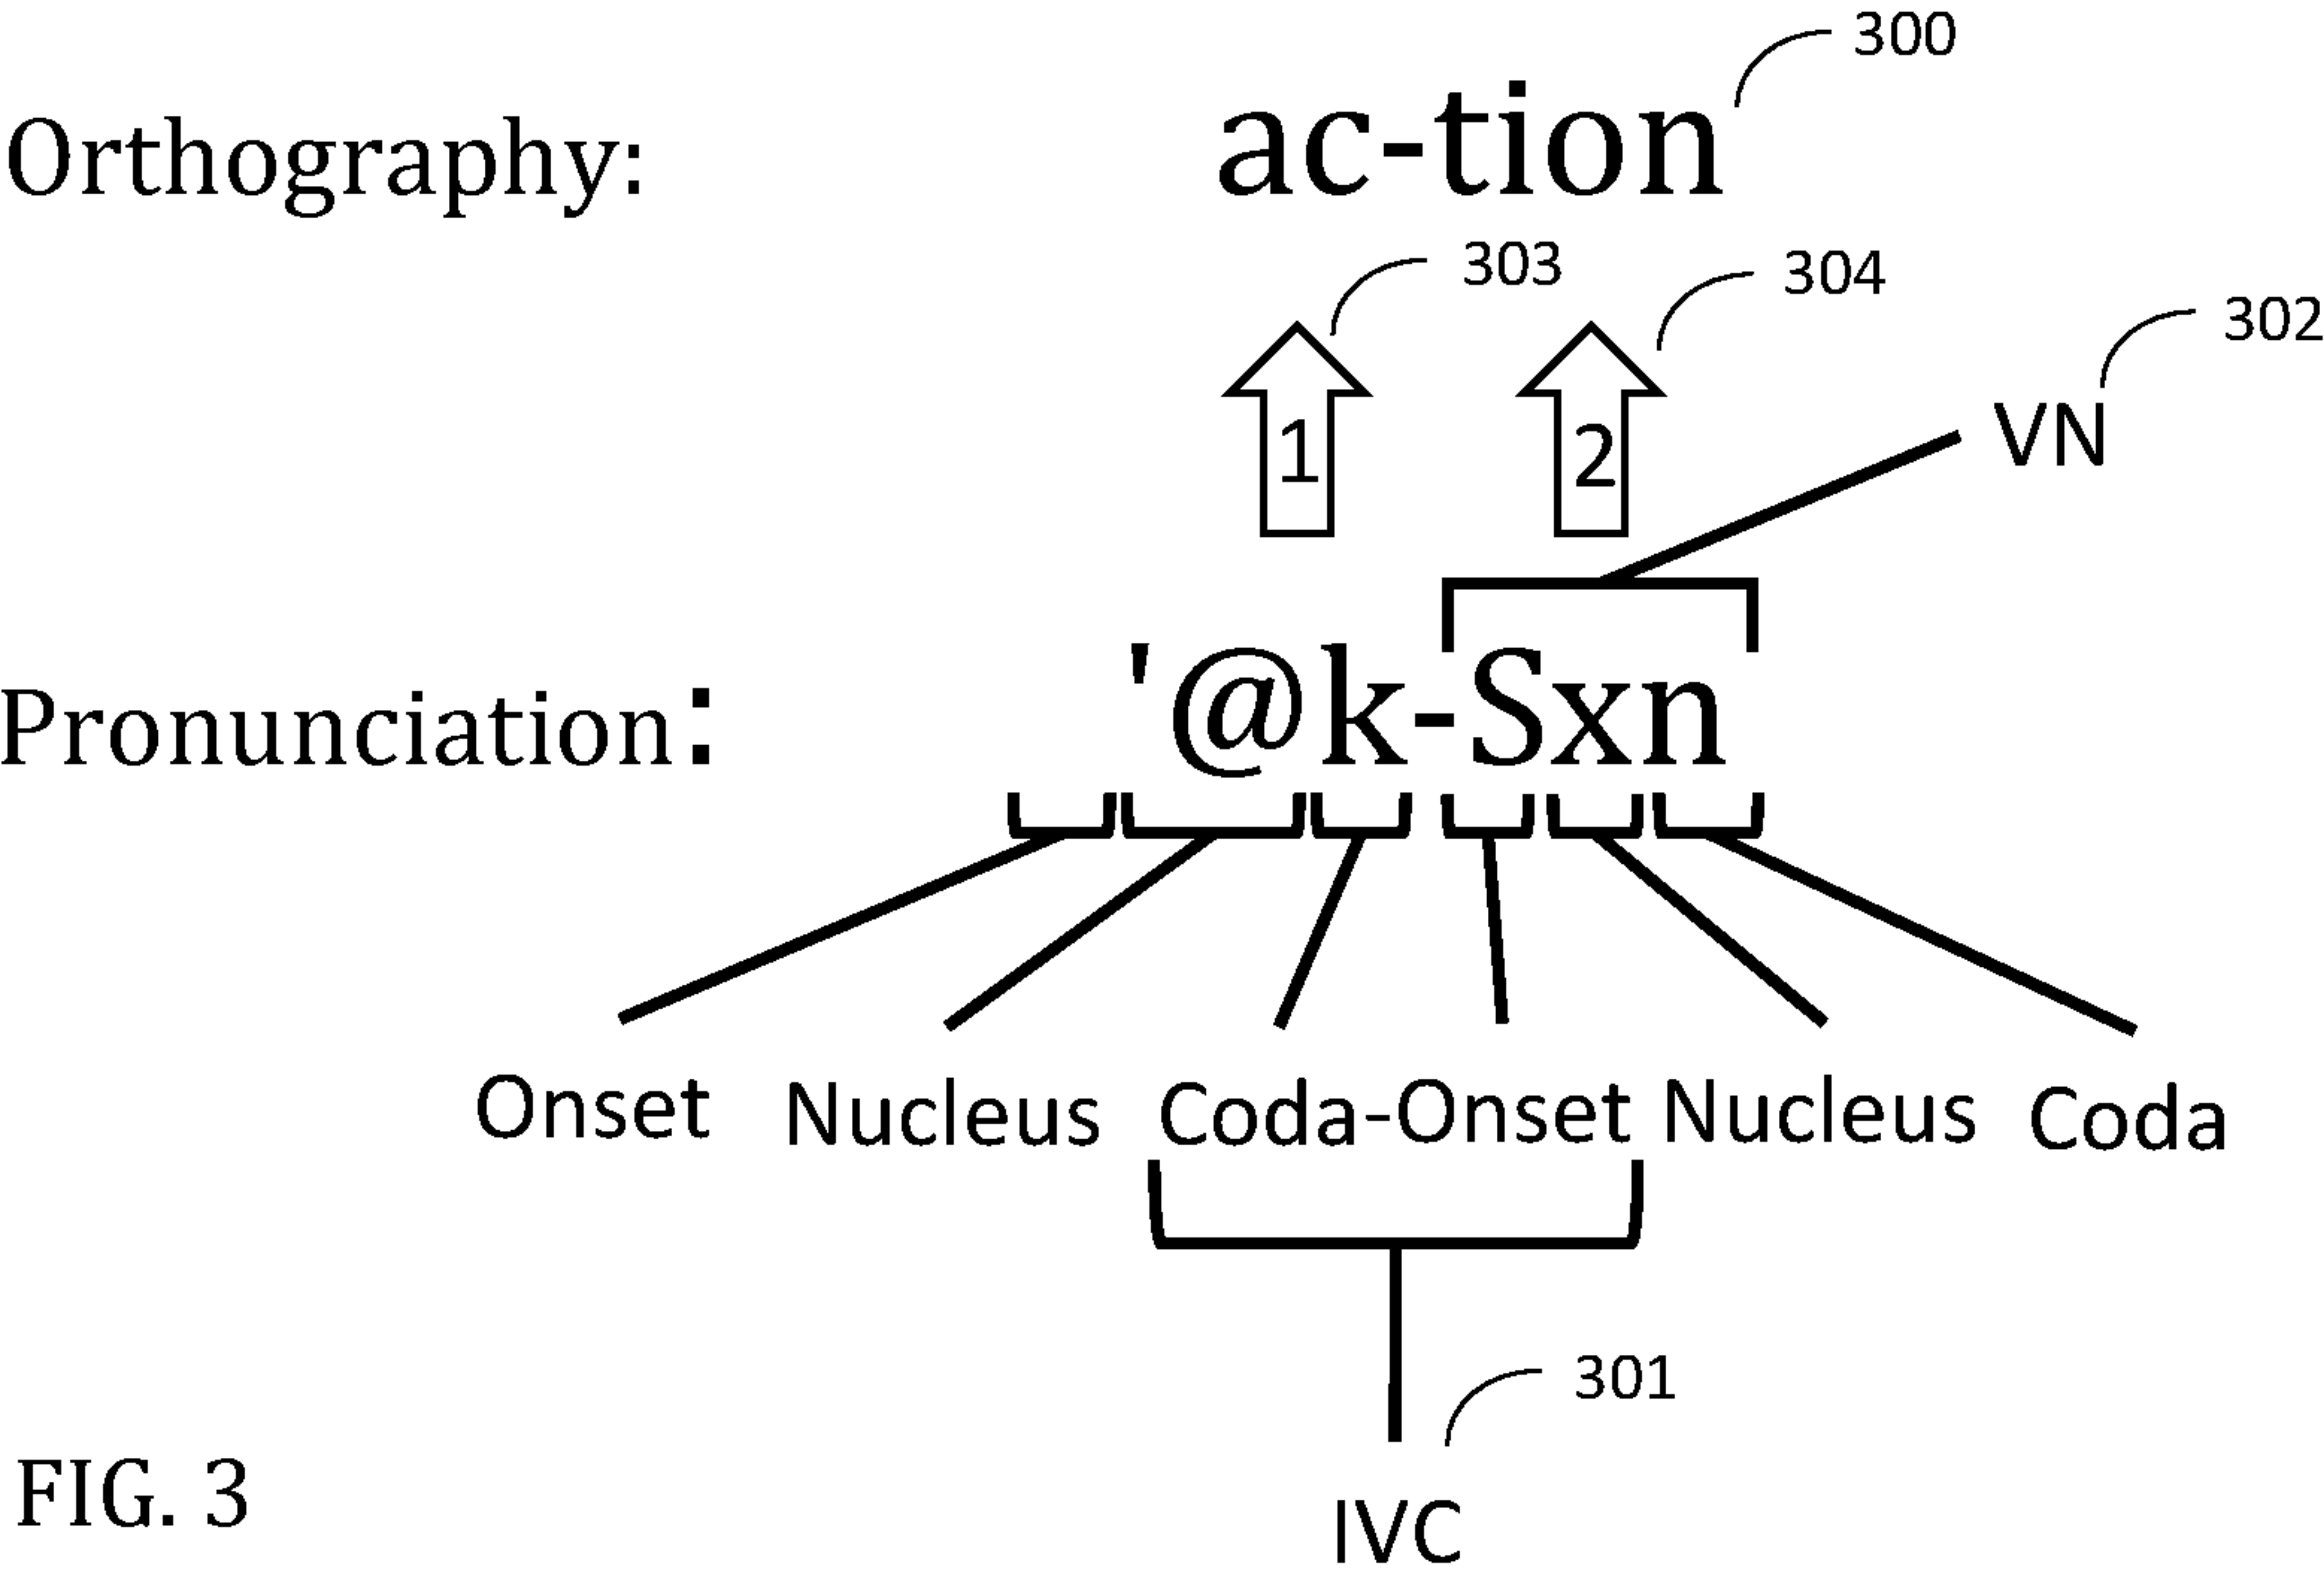 300
Orthography: ac-tion
303
304
302
1 2 VN
Pronunciation: '@k-Sxn
Onset Nucleus Coda-Onset Nucleus Coda
301
FIG. 3
IVC